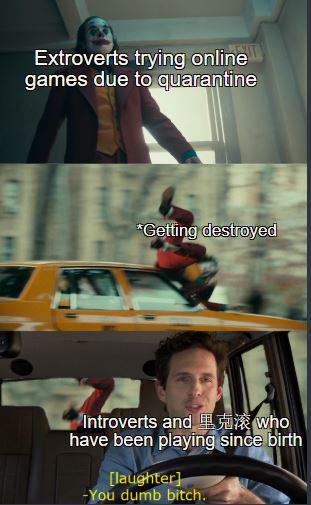 Extroverts trying online
games due to quarantine
EXIT
*Getting destroyed
Introverts and 里克滚 who
have been playing since birth
[laughter]
-You dumb bitch.